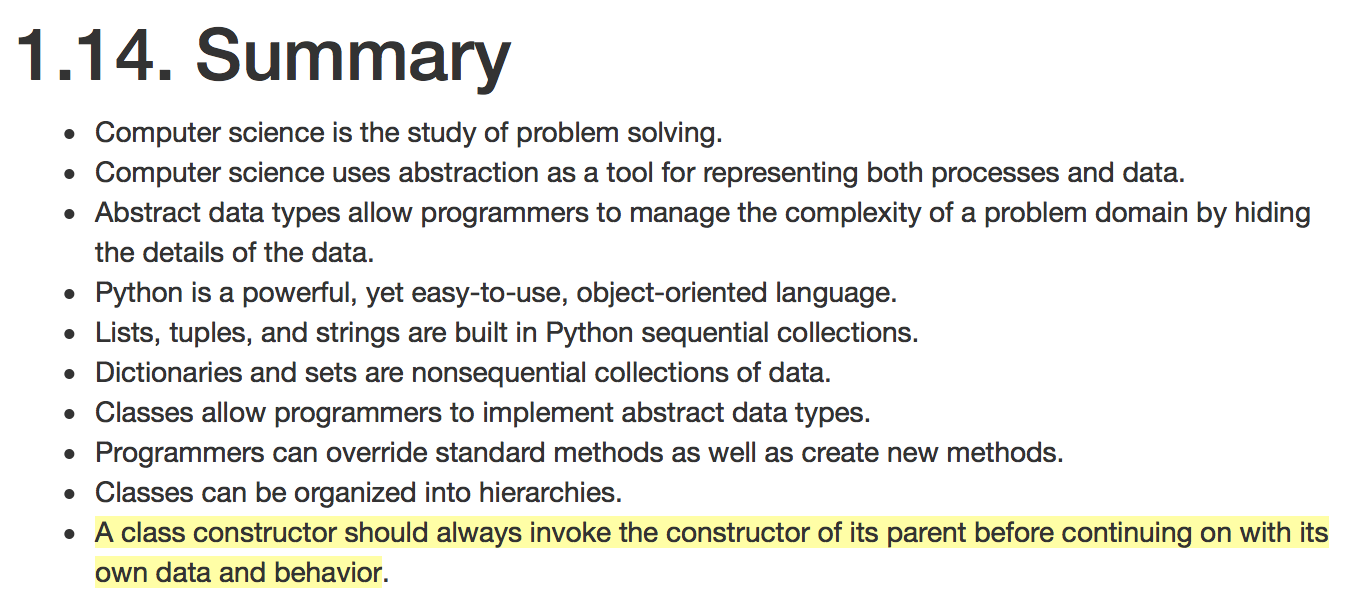 1.14. Summary
• Computer science is the study of problem solving.
• Computer science uses abstraction as a tool for representing both processes and data.
• Abstract data types allow programmers to manage the complexity of a problem domain by hiding
the details of the data.
• Python is a powerful, yet easy-to-use, object-oriented language.
• Lists, tuples, and strings are built in Python sequential collections.
• Dictionaries and sets are nonsequential collections of data.
• Classes allow programmers to implement abstract data types.
• Programmers can override standard methods as well as create new methods.
• Classes can be organized into hierarchies.
• A class constructor should always invoke the constructor of its parent before continuing on with its
own data and behavior.